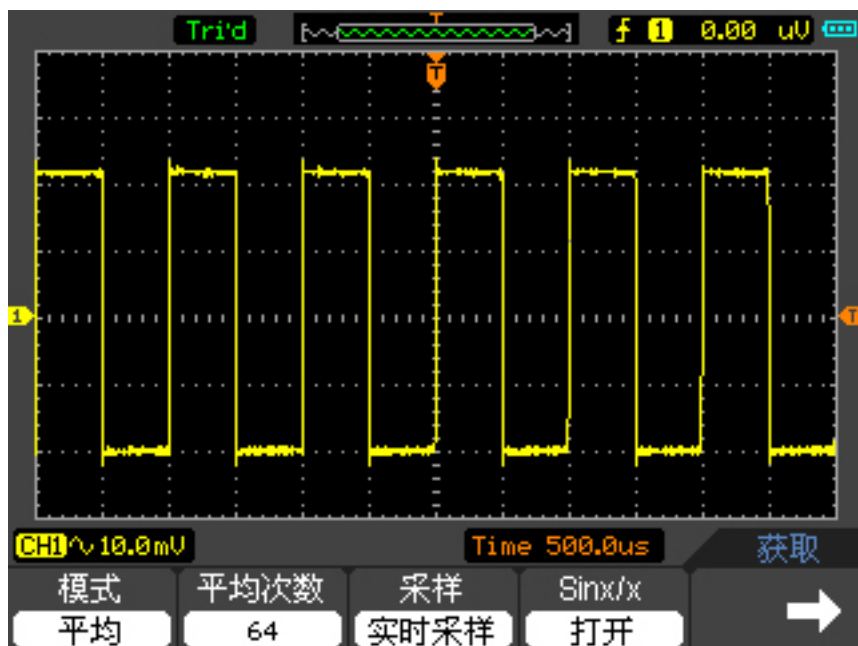 Tri'd T 1 0.00 uV
T
1 T
CH1 10.0mV Time 500.0us 获取
模式 平均次数 采样 Sinx/x
平均 64 实时采样 打开